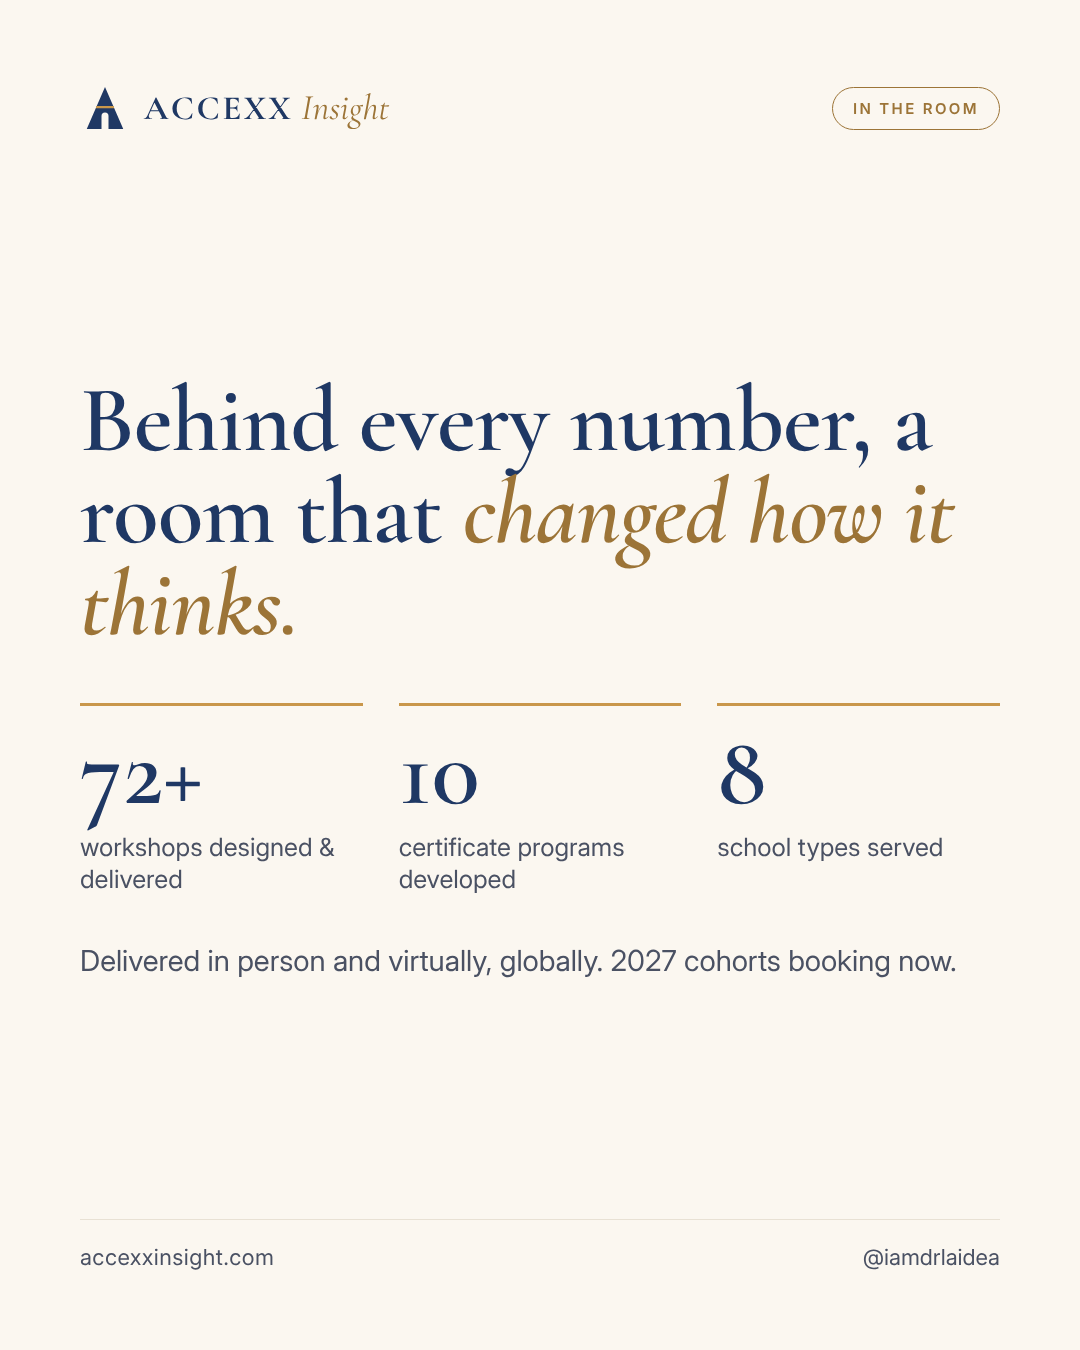 ACCEXX Insight
IN THE ROOM
Behind every number, a
room that changed how it
thinks.
72+
workshops designed &
delivered
10
certificate programs
developed
8
school types served
Delivered in person and virtually, globally. 2027 cohorts booking now.
accexxinsight.com
@iamdrlaidea